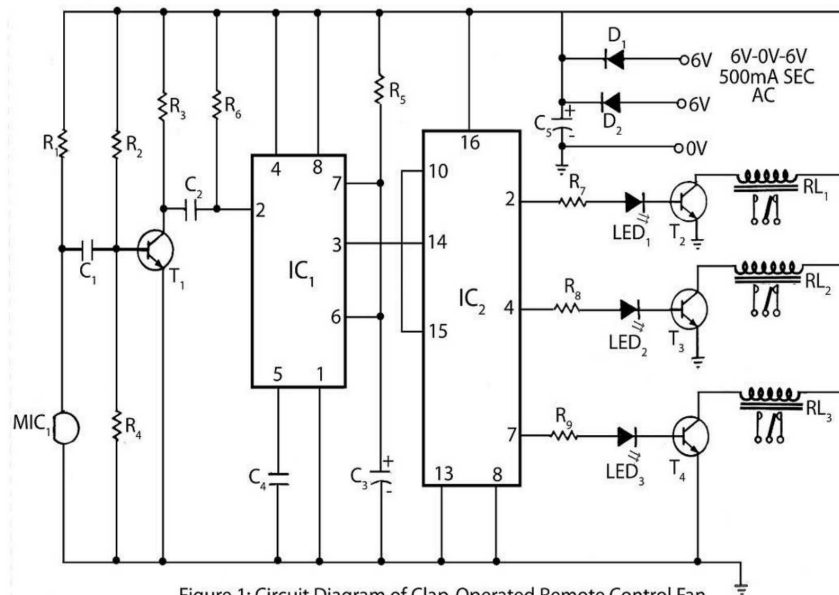 D₁
6V
6V-0V-6V
500mA SEC
AC
6V
D₂
C₅
+
-
0V
R₁
R₂
R₃
R₆
R₅
4
8
16
C₂
2
7
10
2
R₇
LED₁
T₂
RL₁
C₁
T₁
IC₁
3
14
IC₂
6
15
4
R₈
LED₂
T₃
RL₂
5
1
MIC₁
R₄
C₄
C₃
+
-
7
R₉
LED₃
T₄
RL₃
13
8
Figure 1: Circuit Diagram of Clap-Operated Remote Control Fan